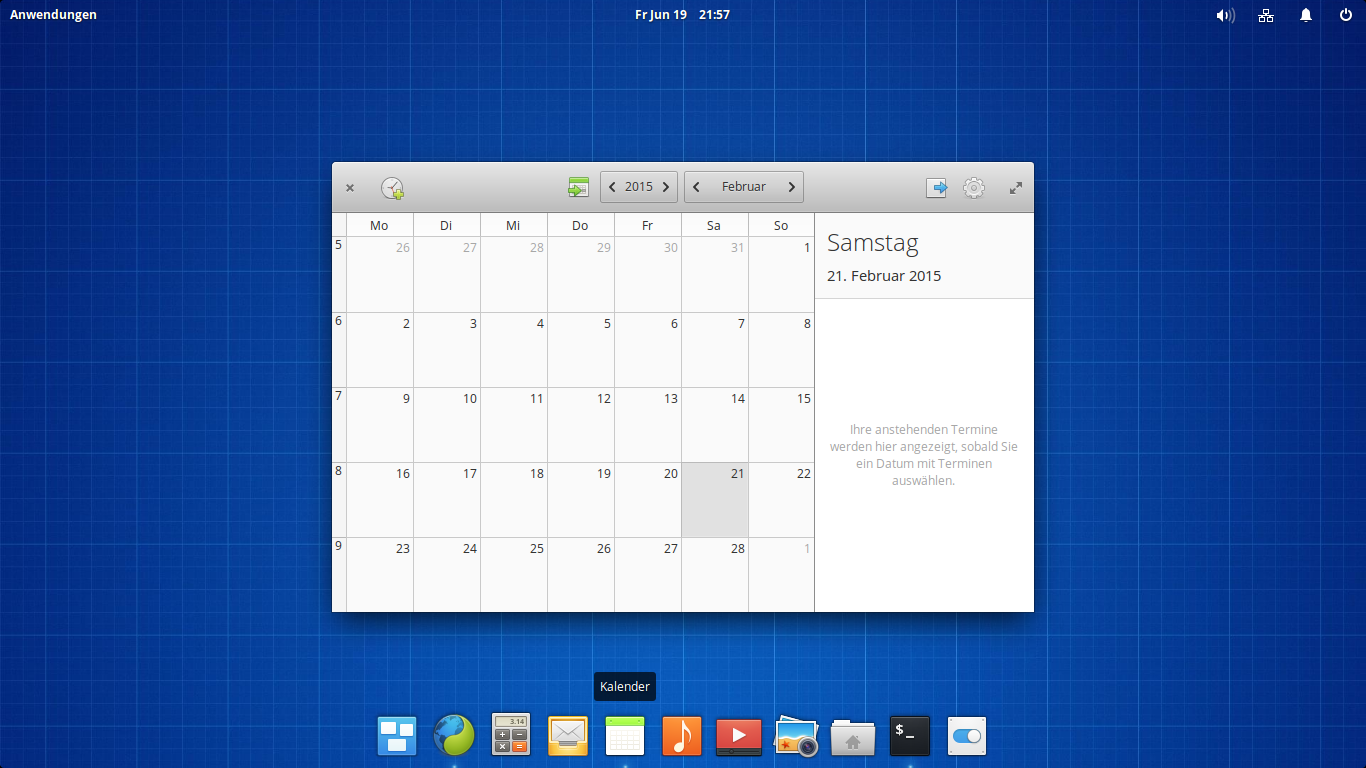 Anwendungen
Fr Jun 19 21:57
2015
Februar
Mo Di Mi Do Fr Sa So
5 26 27 28 29 30 31 1
6 2 3 4 5 6 7 8
7 9 10 11 12 13 14 15
8 16 17 18 19 20 21 22
9 23 24 25 26 27 28 1
Samstag
21. Februar 2015
Ihre anstehenden Termine
werden hier angezeigt, sobald Sie
ein Datum mit Terminen
auswählen.
Kalender
3.14
$_